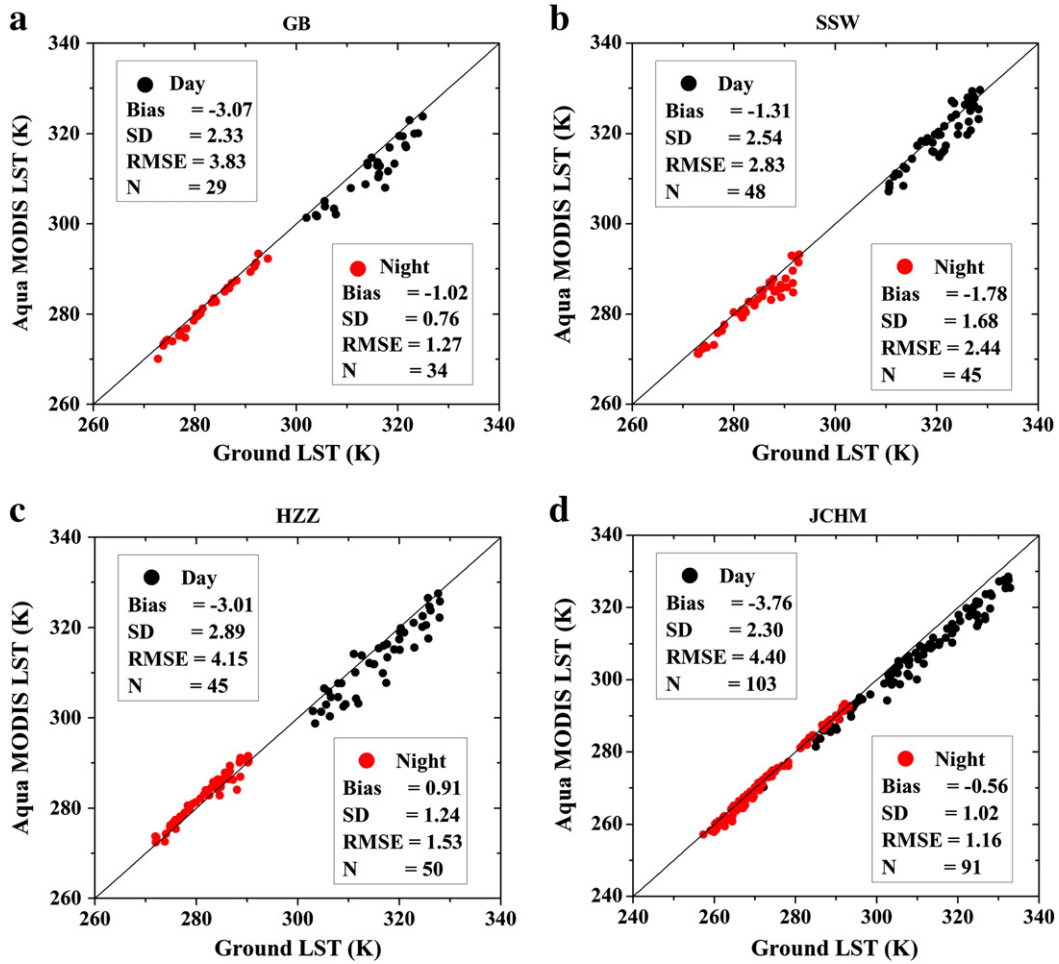 a
GB
340
320
300
280
260
260
280
300
320
340
Aqua MODIS LST (K)
Ground LST (K)
Day
Bias = -3.07
SD = 2.33
RMSE = 3.83
N = 29
Night
Bias = -1.02
SD = 0.76
RMSE = 1.27
N = 34
b
SSW
340
320
300
280
260
260
280
300
320
340
Aqua MODIS LST (K)
Ground LST (K)
Day
Bias = -1.31
SD = 2.54
RMSE = 2.83
N = 48
Night
Bias = -1.78
SD = 1.68
RMSE = 2.44
N = 45
c
HZZ
340
320
300
280
260
260
280
300
320
340
Aqua MODIS LST (K)
Ground LST (K)
Day
Bias = -3.01
SD = 2.89
RMSE = 4.15
N = 45
Night
Bias = 0.91
SD = 1.24
RMSE = 1.53
N = 50
d
JCHM
340
320
300
280
260
240
240
260
280
300
320
340
Aqua MODIS LST (K)
Ground LST (K)
Day
Bias = -3.76
SD = 2.30
RMSE = 4.40
N = 103
Night
Bias = -0.56
SD = 1.02
RMSE = 1.16
N = 91